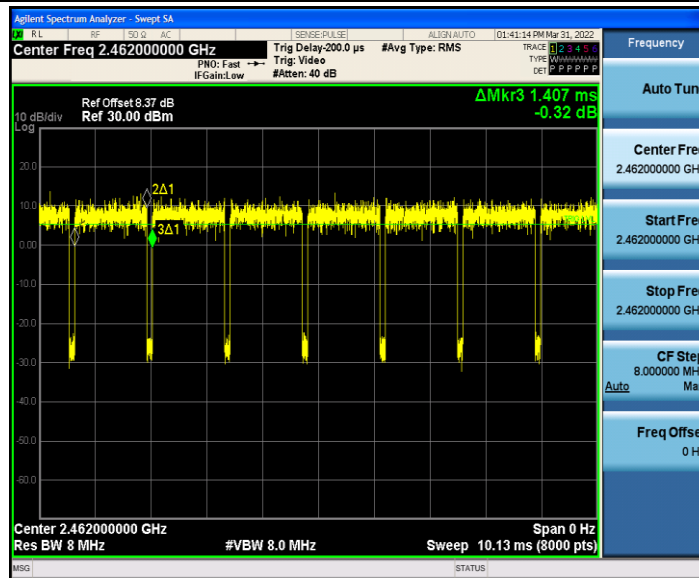 Agilent Spectrum Analyzer - Swept SA
RL RF 50 Ω AC SENSE:PULSE ALIGN AUTO 01:41:14 PM Mar 31, 2022
Center Freq 2.462000000 GHz
PNO: Fast
IFGain:Low
Trig Delay-200.0 µs
Trig: Video
#Atten: 40 dB
#Avg Type: RMS
TRACE 1 2 3 4 5 6
TYPE W
DET P P P P P P
ΔMkr3 1.407 ms
-0.32 dB
Ref Offset 8.37 dB
10 dB/div Ref 30.00 dBm
Log
20.0
10.0
0.00
-10.0
-20.0
-30.0
-40.0
-50.0
-60.0
2Δ1
3Δ1
Center 2.462000000 GHz Span 0 Hz
Res BW 8 MHz #VBW 8.0 MHz Sweep 10.13 ms (8000 pts)
MSG STATUS
Frequency
Auto Tun
Center Fre
2.462000000 GH
Start Fre
2.462000000 GH
Stop Fre
2.462000000 GH
CF Step
8.000000 MH
Auto Ma
Freq Offse
0 H